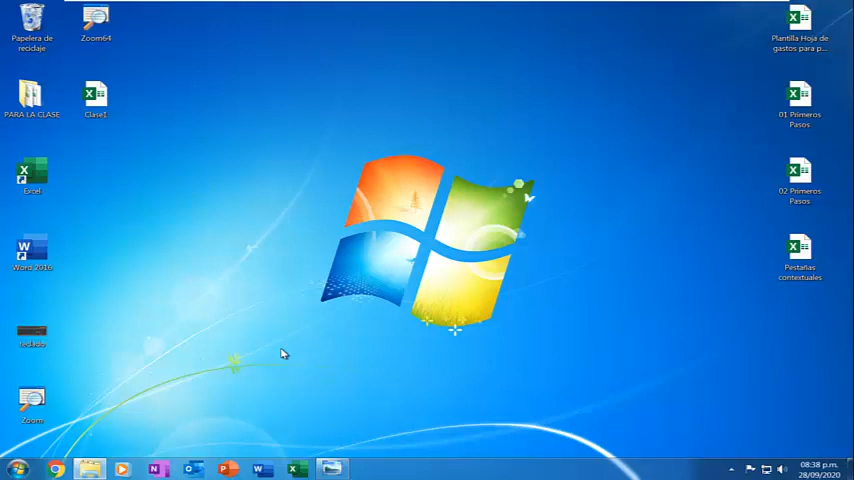 Papelera de
reciclaje
Zoom64
PARA LA CLASE
Clase1
Excel
Word 2016
teclado
Zoom
Plantilla Hoja de
gastos para p...
01 Primeros
Pasos
02 Primeros
Pasos
Pestañas
contextuales
08:38 p.m.
28/09/2020